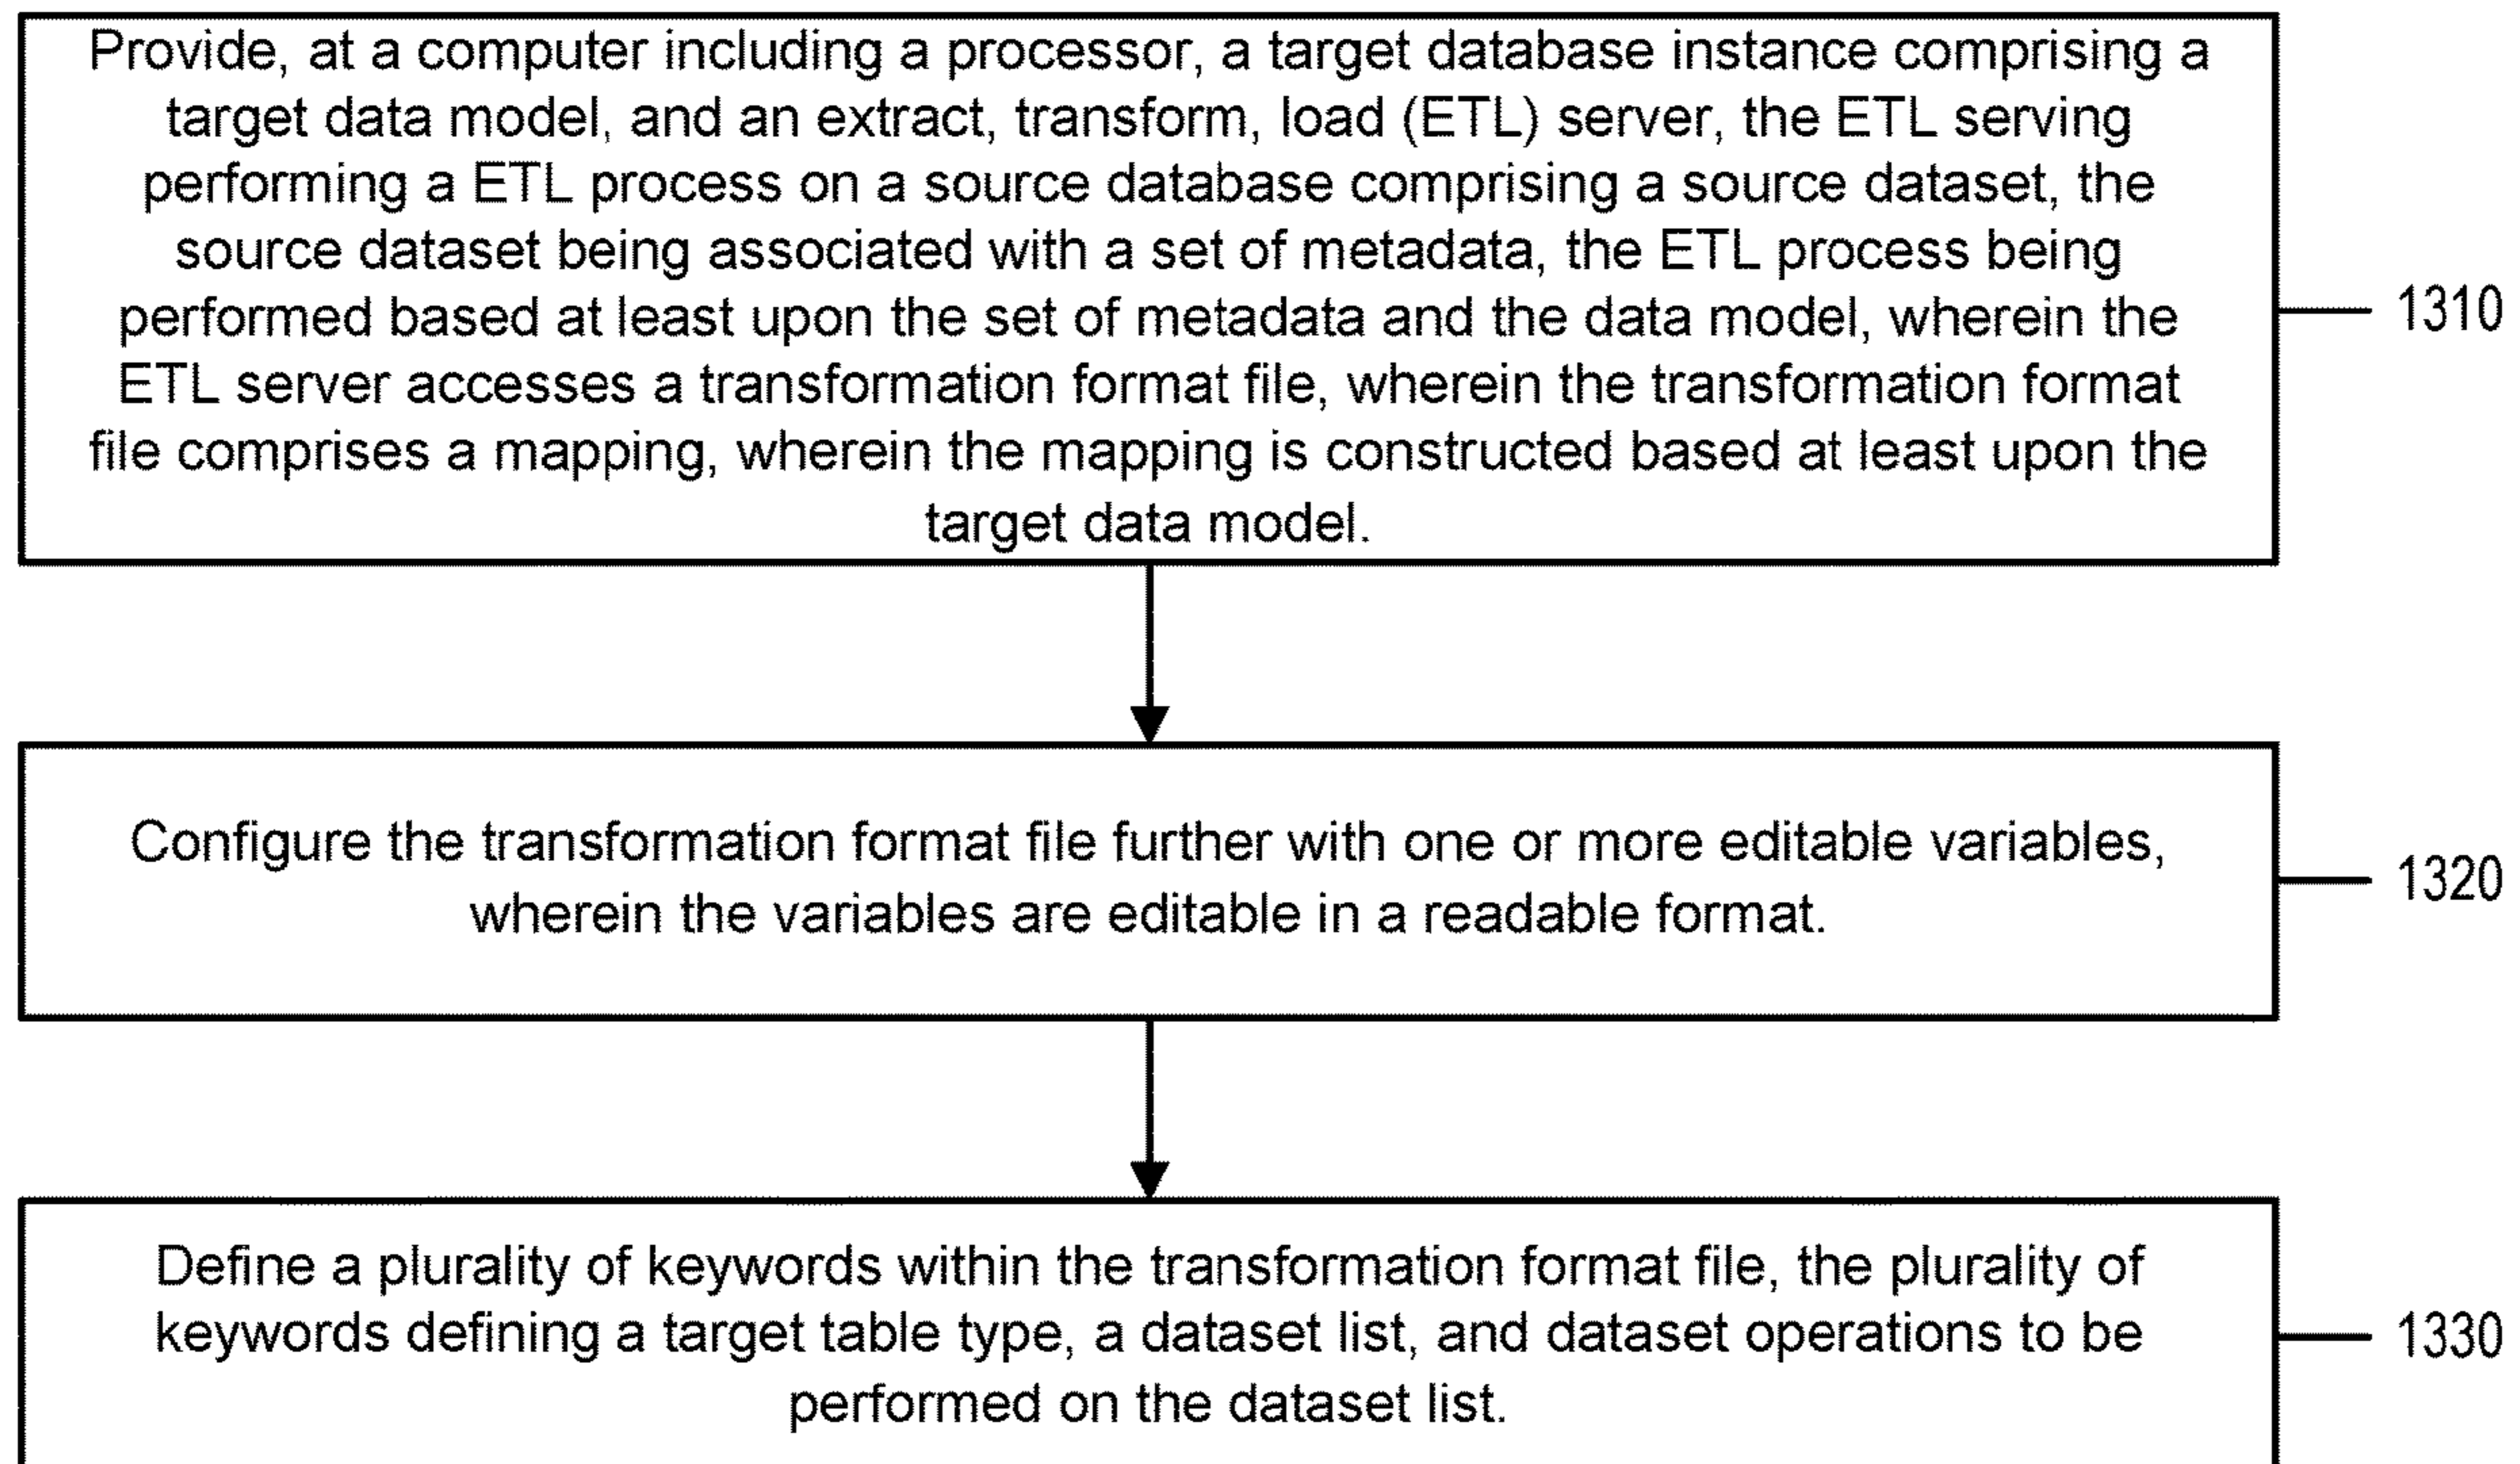 Provide, at a computer including a processor, a target database instance comprising a
target data model, and an extract, transform, load (ETL) server, the ETL serving
performing a ETL process on a source database comprising a source dataset, the
source dataset being associated with a set of metadata, the ETL process being
performed based at least upon the set of metadata and the data model, wherein the
ETL server accesses a transformation format file, wherein the transformation format
file comprises a mapping, wherein the mapping is constructed based at least upon the
target data model.
1310
Configure the transformation format file further with one or more editable variables,
wherein the variables are editable in a readable format.
1320
Define a plurality of keywords within the transformation format file, the plurality of
keywords defining a target table type, a dataset list, and dataset operations to be
performed on the dataset list.
1330